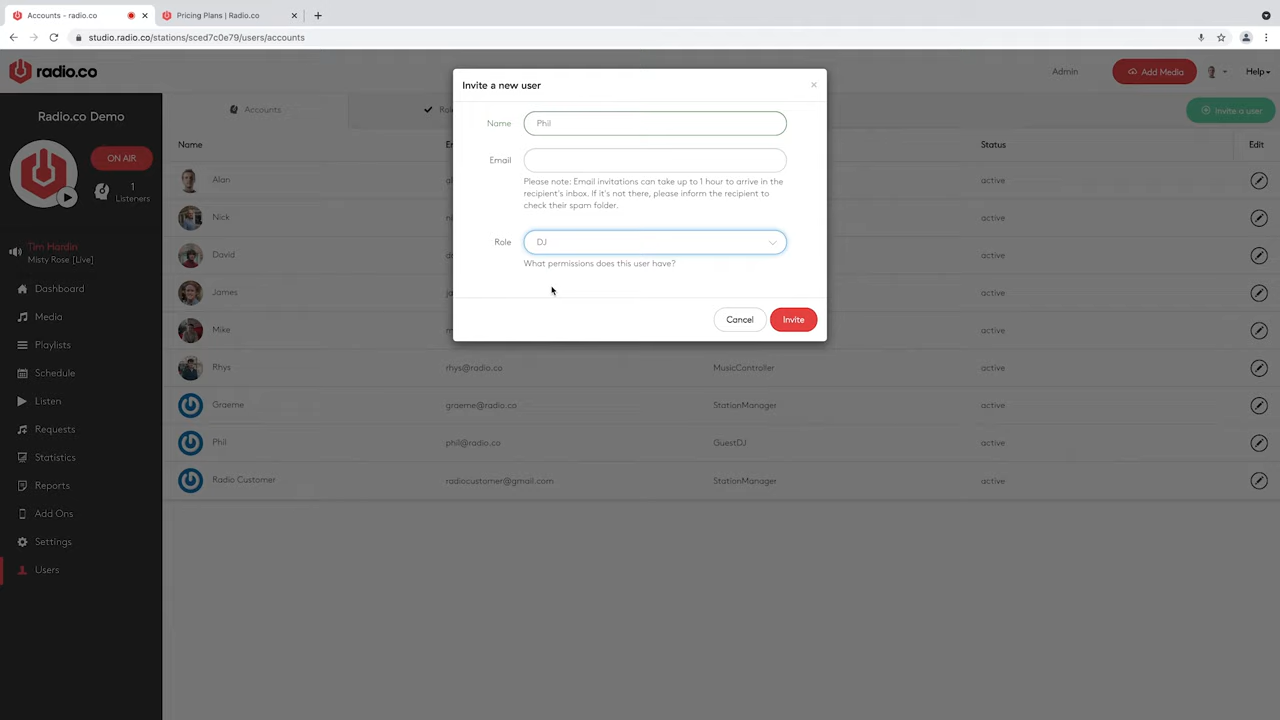 Accounts - radio.co
Pricing Plans | Radio.co
studio.radio.co/stations/sced7c0e79/users/accounts
radio.co
Admin
Add Media
Help
Radio.co Demo
ON AIR
1
Listeners
Tim Hardin
Misty Rose [Live]
Dashboard
Media
Playlists
Schedule
Listen
Requests
Statistics
Reports
Add Ons
Settings
Users
Accounts
Invite a user
Name
Status
Edit
Alan
active
Nick
active
David
active
James
active
Mike
active
Rhys
rhys@radio.co
MusicController
active
Graeme
graeme@radio.co
StationManager
active
Phil
phil@radio.co
GuestDJ
active
Radio Customer
radiocustomer@gmail.com
StationManager
active
Invite a new user
×
Name
Phil
Email
Please note: Email invitations can take up to 1 hour to arrive in the
recipient's inbox. If it's not there, please inform the recipient to
check their spam folder.
Role
DJ
What permissions does this user have?
Cancel
Invite